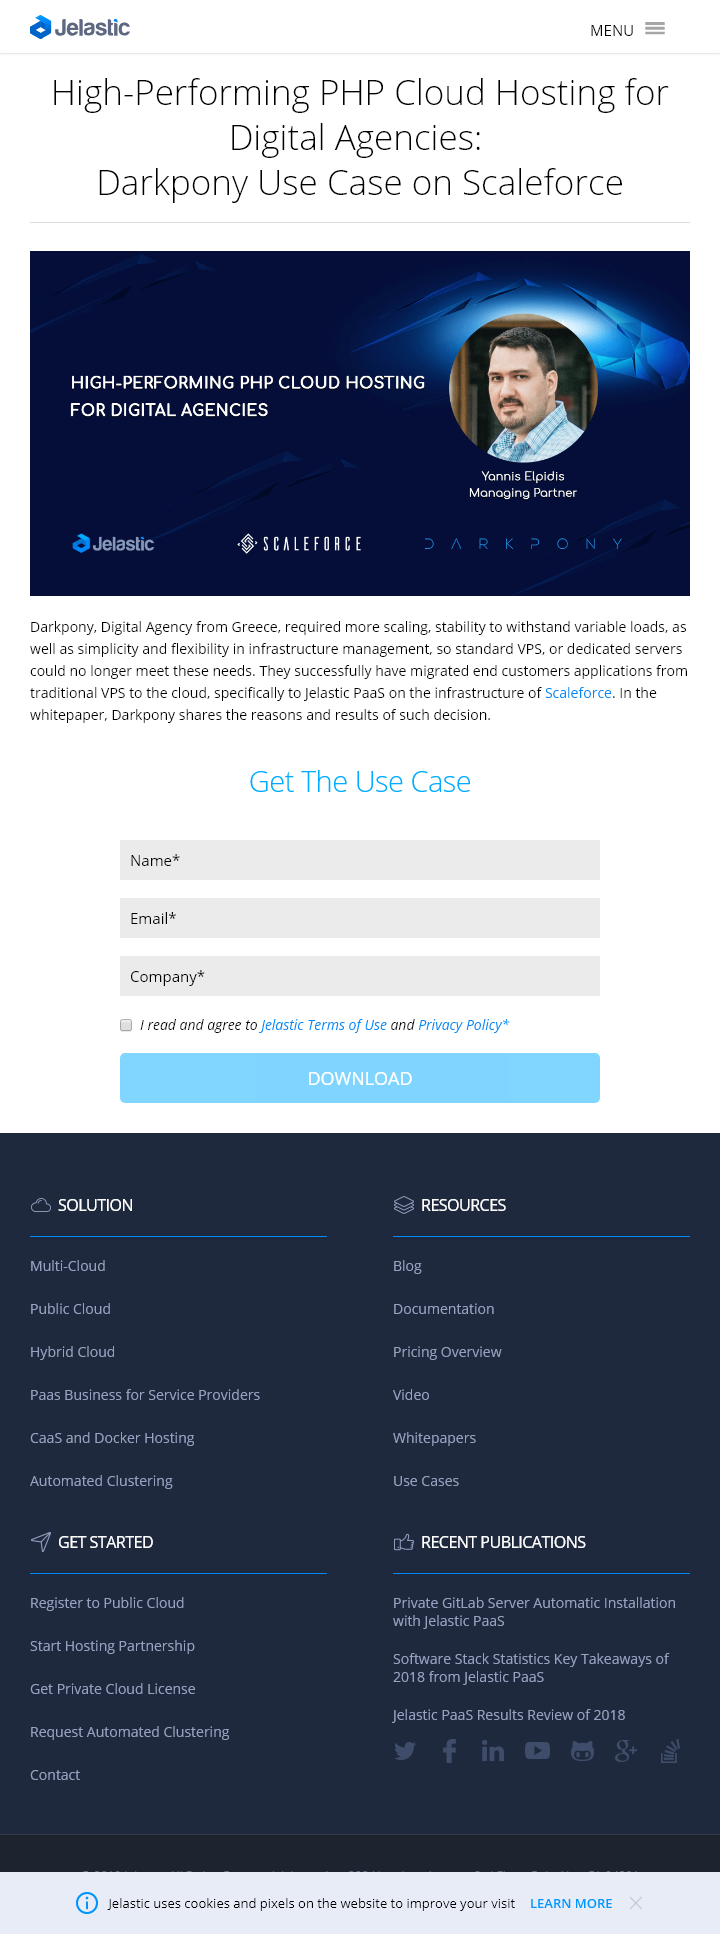 Jelastic
MENU
High-Performing PHP Cloud Hosting for
Digital Agencies:
Darkpony Use Case on Scaleforce
HIGH-PERFORMING PHP CLOUD HOSTING
FOR DIGITAL AGENCIES
Yannis Elpidis
Managing Partner
Jelastic
SCALEFORCE
DARKPONY
Darkpony, Digital Agency from Greece, required more scaling, stability to withstand variable loads, as
well as simplicity and flexibility in infrastructure management, so standard VPS, or dedicated servers
could no longer meet these needs. They successfully have migrated end customers applications from
traditional VPS to the cloud, specifically to Jelastic PaaS on the infrastructure of Scaleforce. In the
whitepaper, Darkpony shares the reasons and results of such decision.
Get The Use Case
Name*
Email*
Company*
I read and agree to Jelastic Terms of Use and Privacy Policy*
DOWNLOAD
SOLUTION
Multi-Cloud
Public Cloud
Hybrid Cloud
Paas Business for Service Providers
CaaS and Docker Hosting
Automated Clustering
RESOURCES
Blog
Documentation
Pricing Overview
Video
Whitepapers
Use Cases
GET STARTED
Register to Public Cloud
Start Hosting Partnership
Get Private Cloud License
Request Automated Clustering
Contact
RECENT PUBLICATIONS
Private GitLab Server Automatic Installation
with Jelastic PaaS
Software Stack Statistics Key Takeaways of
2018 from Jelastic PaaS
Jelastic PaaS Results Review of 2018
Jelastic uses cookies and pixels on the website to improve your visit LEARN MORE